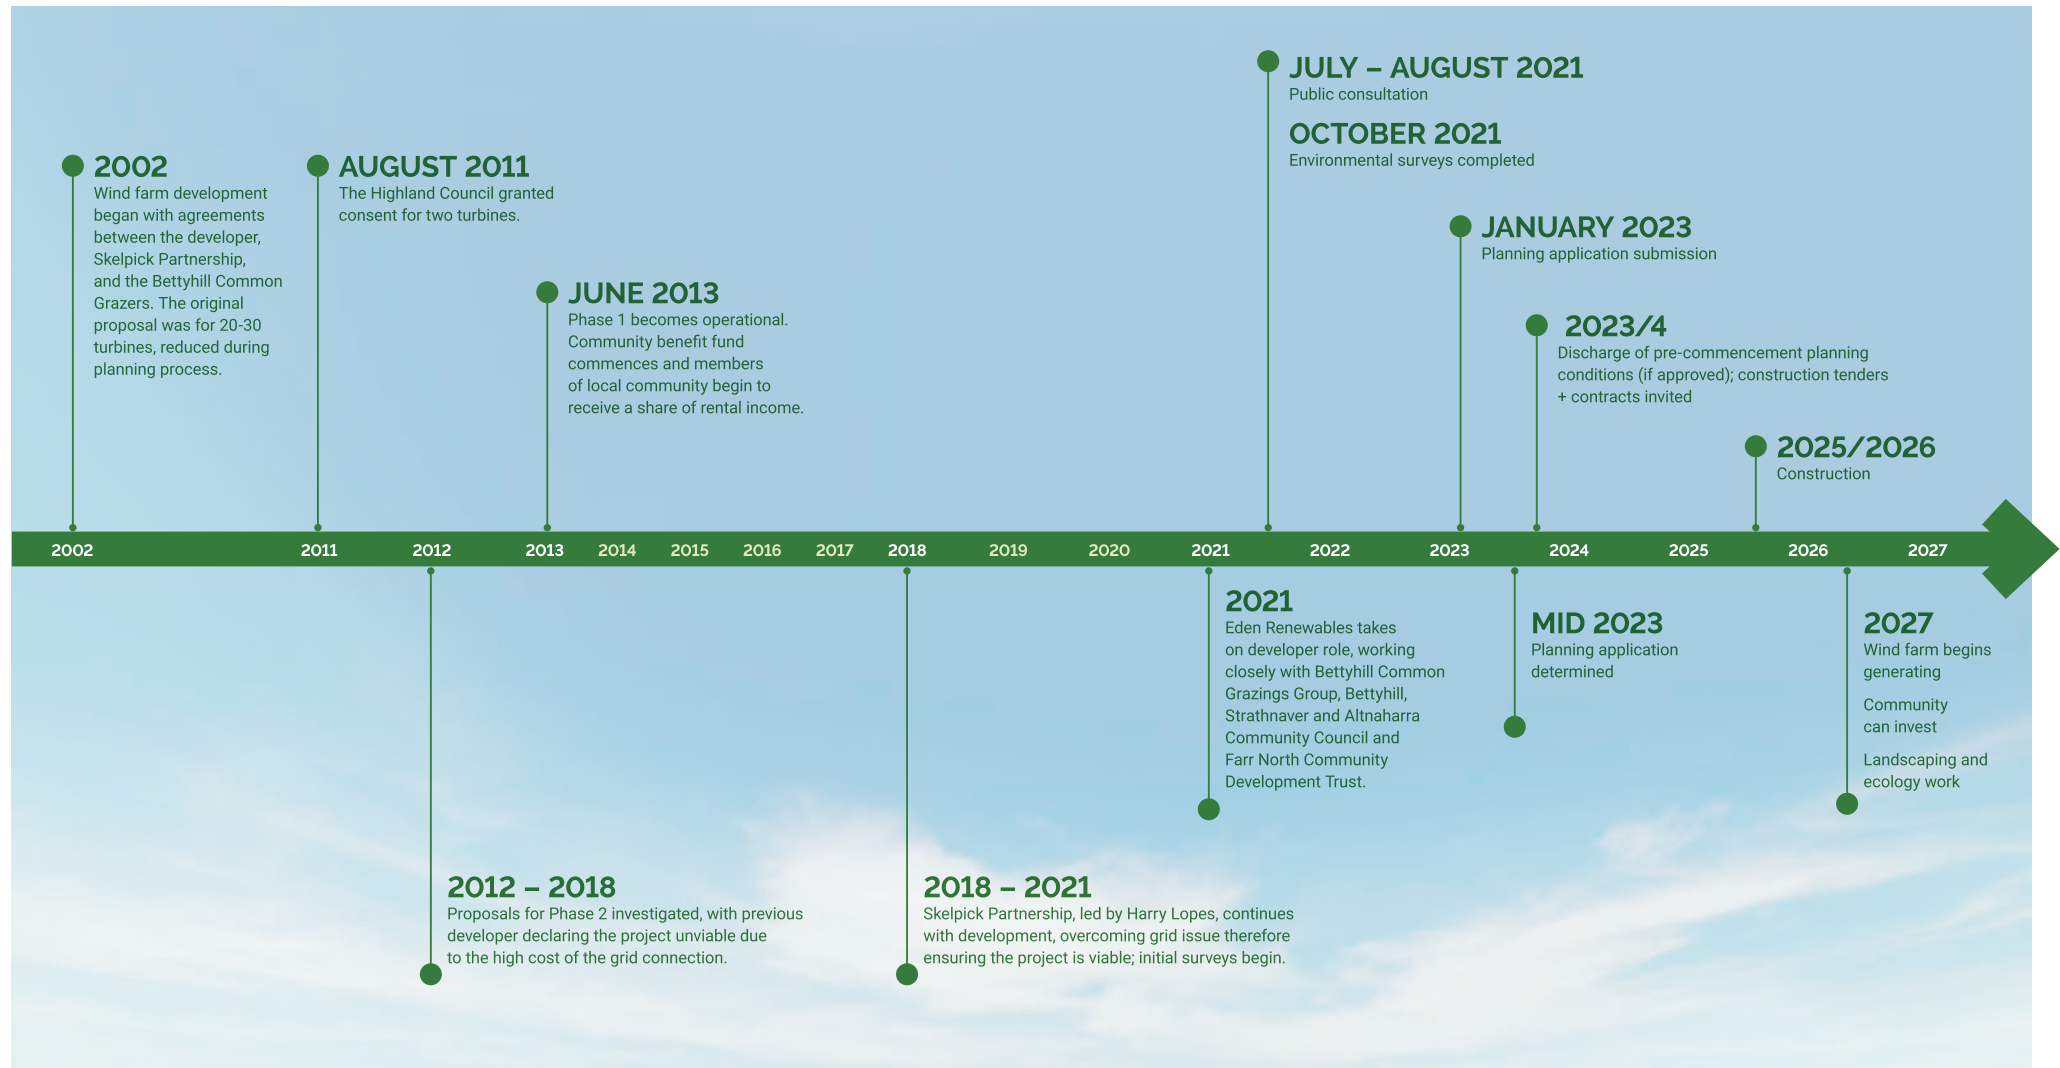 2002
Wind farm development
began with agreements
between the developer,
Skelpick Partnership,
and the Bettyhill Common
Grazers. The original
proposal was for 20-30
turbines, reduced during
planning process.
AUGUST 2011
The Highland Council granted
consent for two turbines.
JUNE 2013
Phase 1 becomes operational.
Community benefit fund
commences and members
of local community begin to
receive a share of rental income.
JULY – AUGUST 2021
Public consultation
OCTOBER 2021
Environmental surveys completed
JANUARY 2023
Planning application submission
2023/4
Discharge of pre-commencement planning
conditions (if approved); construction tenders
+ contracts invited
2025/2026
Construction
2002 2011 2012 2013 2014 2015 2016 2017 2018 2019 2020 2021 2022 2023 2024 2025 2026 2027
2012 – 2018
Proposals for Phase 2 investigated, with previous
developer declaring the project unviable due
to the high cost of the grid connection.
2018 – 2021
Skelpick Partnership, led by Harry Lopes, continues
with development, overcoming grid issue therefore
ensuring the project is viable; initial surveys begin.
2021
Eden Renewables takes
on developer role, working
closely with Bettyhill Common
Grazings Group, Bettyhill,
Strathnaver and Altnaharra
Community Council and
Farr North Community
Development Trust.
MID 2023
Planning application
determined
2027
Wind farm begins
generating
Community
can invest
Landscaping and
ecology work